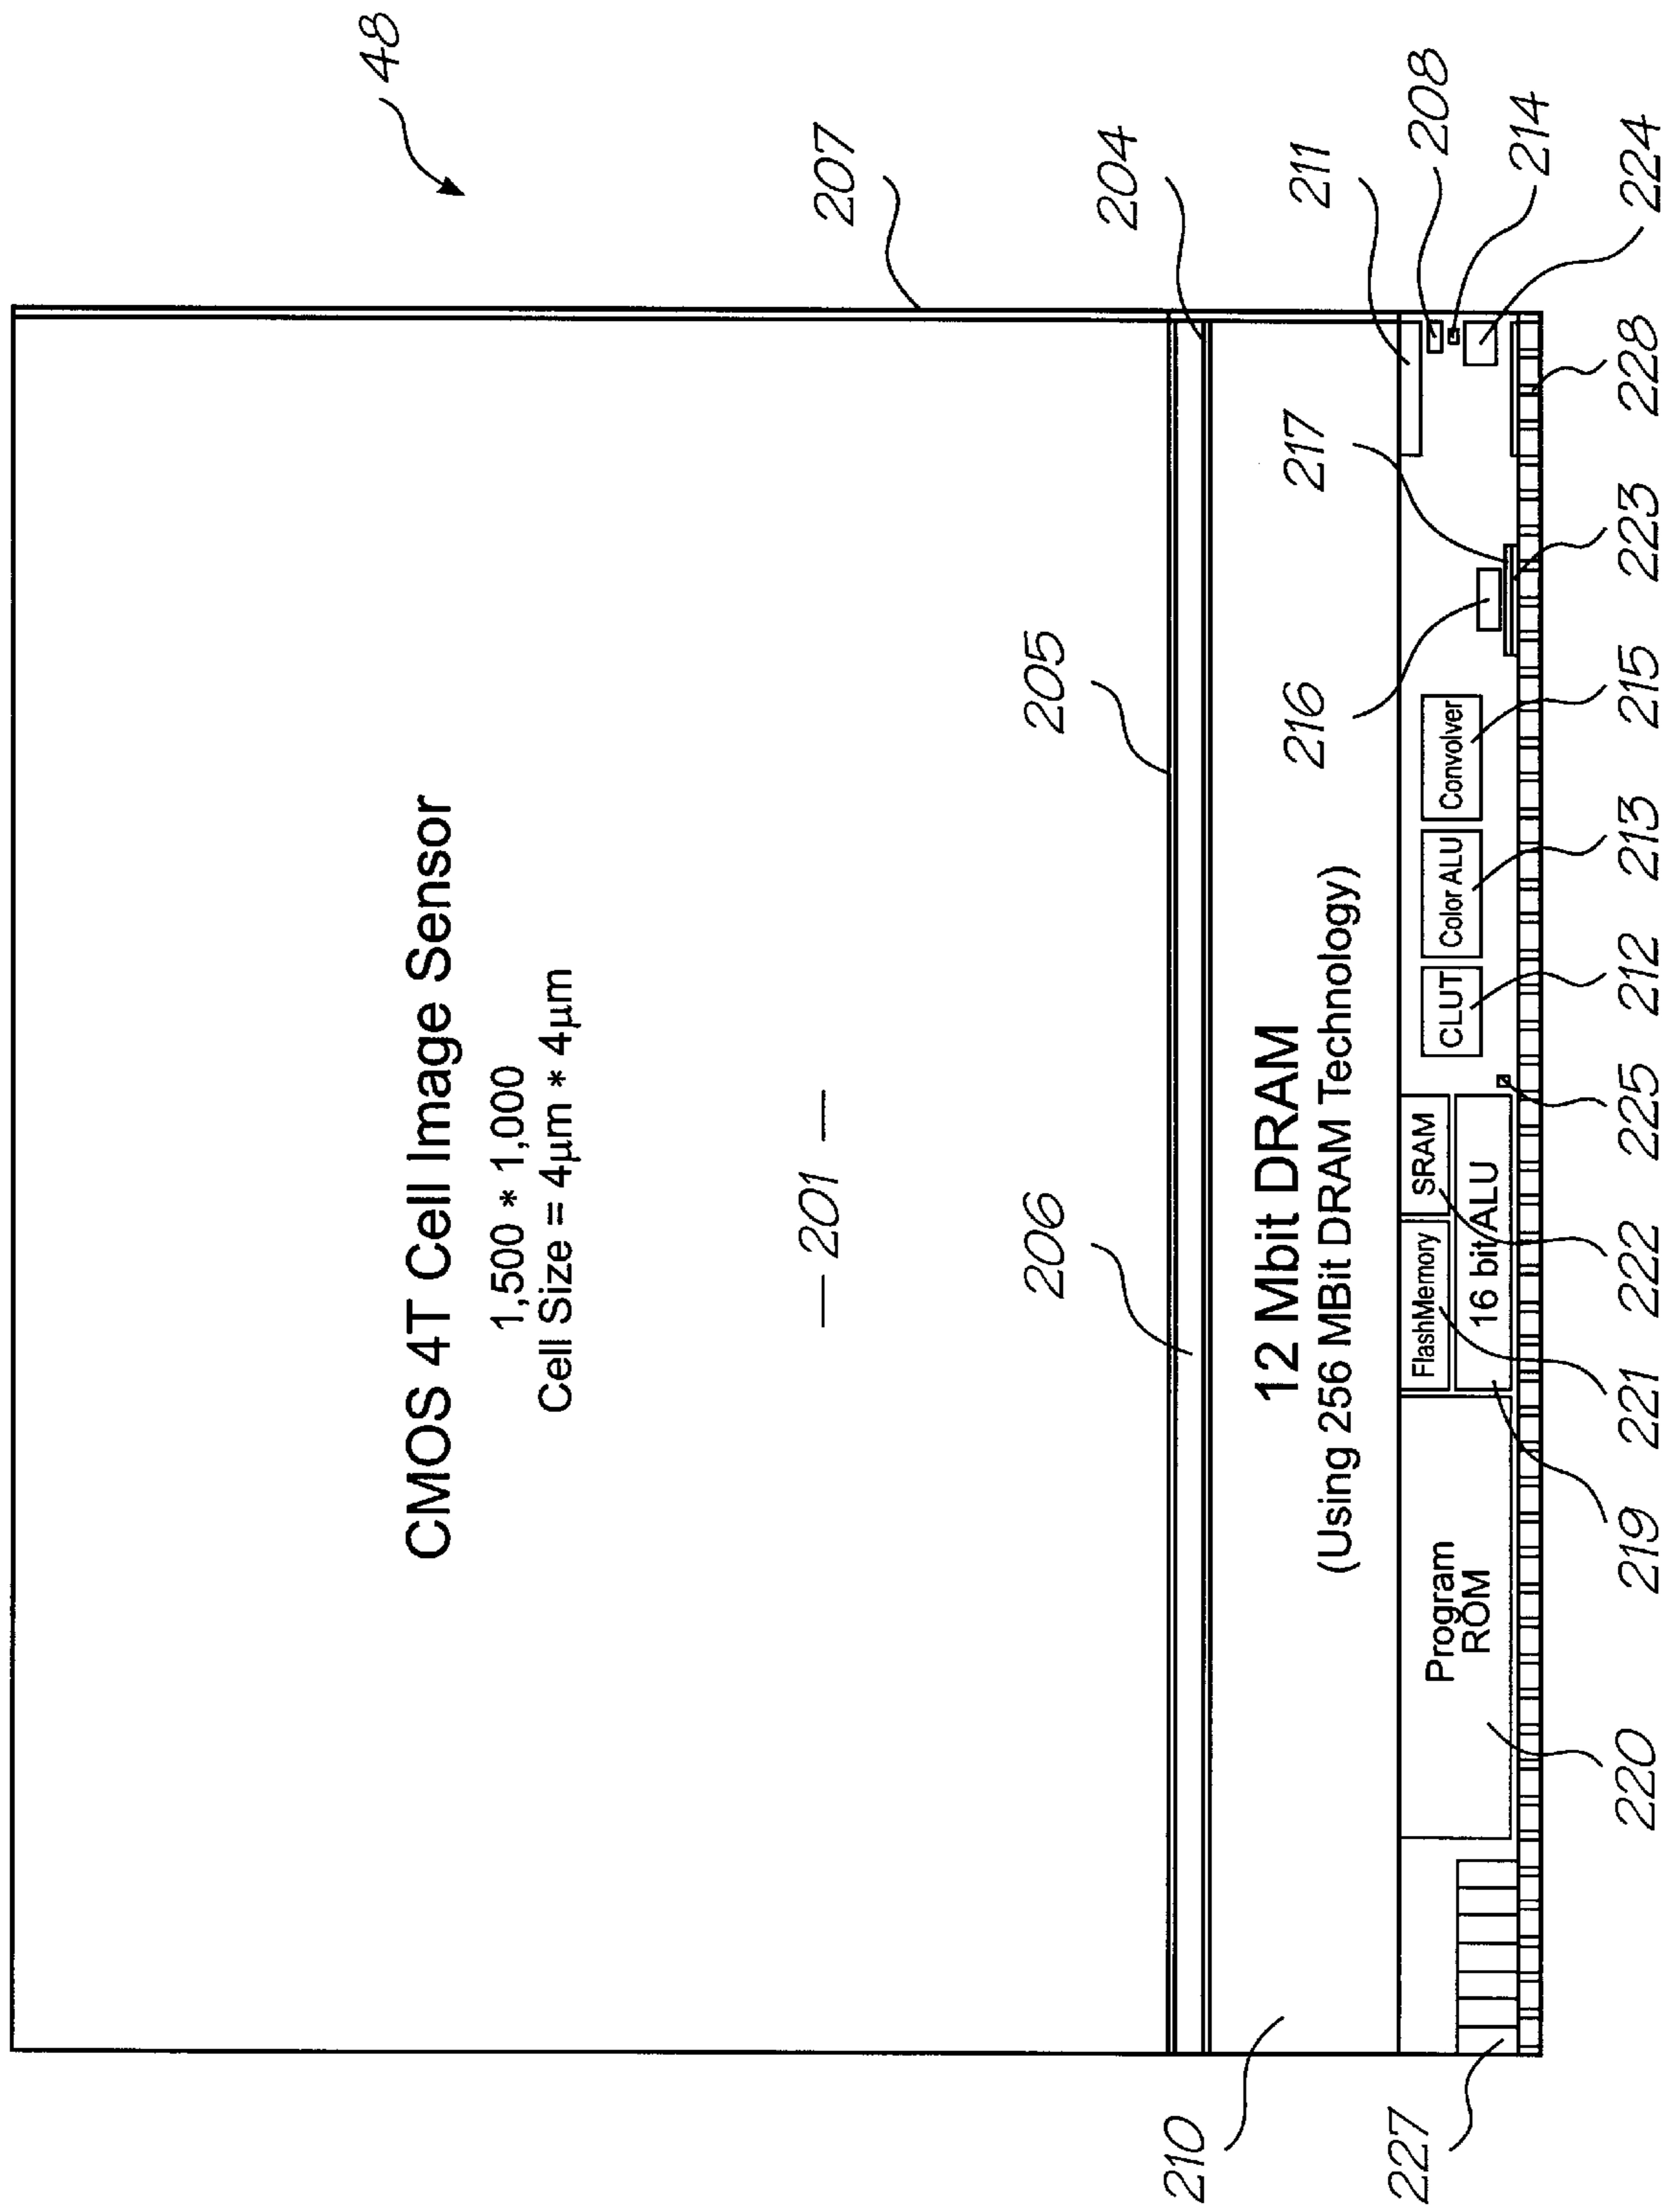 48
CMOS 4T Cell Image Sensor
1,500 * 1,000
Cell Size = 4µm * 4µm
— 201 —
207
205
206
204
12 Mbit DRAM
(Using 256 MBit DRAM Technology)
210
211
208
214
224
217
216
227
Program
ROM
FlashMemory
SRAM
16 bit ALU
CLUT
Color ALU
Convolver
220
219
221
222
225
212
213
215
223
228